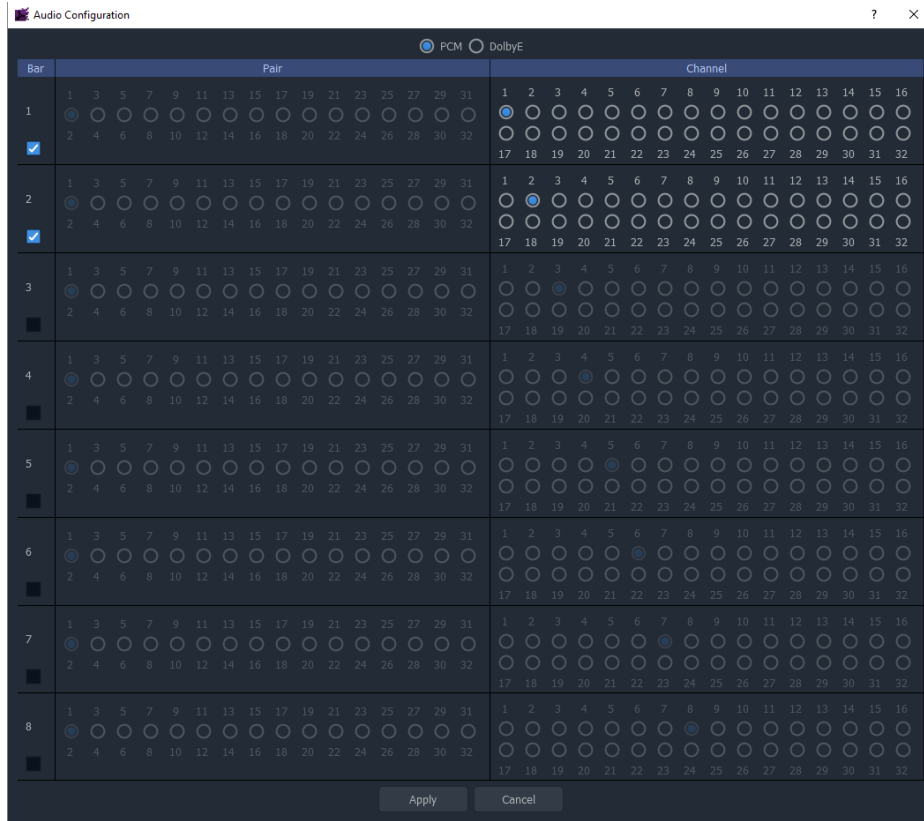 Audio Configuration ? ×
PCM DolbyE
Bar Pair Channel
1 3 5 7 9 11 13 15 17 19 21 23 25 27 29 31 1 2 3 4 5 6 7 8 9 10 11 12 13 14 15 16
1
2 4 6 8 10 12 14 16 18 20 22 24 26 28 30 32
17 18 19 20 21 22 23 24 25 26 27 28 29 30 31 32
1 3 5 7 9 11 13 15 17 19 21 23 25 27 29 31 1 2 3 4 5 6 7 8 9 10 11 12 13 14 15 16
2
2 4 6 8 10 12 14 16 18 20 22 24 26 28 30 32
17 18 19 20 21 22 23 24 25 26 27 28 29 30 31 32
1 3 5 7 9 11 13 15 17 19 21 23 25 27 29 31 1 2 3 4 5 6 7 8 9 10 11 12 13 14 15 16
3
2 4 6 8 10 12 14 16 18 20 22 24 26 28 30 32
17 18 19 20 21 22 23 24 25 26 27 28 29 30 31 32
1 3 5 7 9 11 13 15 17 19 21 23 25 27 29 31 1 2 3 4 5 6 7 8 9 10 11 12 13 14 15 16
4
2 4 6 8 10 12 14 16 18 20 22 24 26 28 30 32
17 18 19 20 21 22 23 24 25 26 27 28 29 30 31 32
1 3 5 7 9 11 13 15 17 19 21 23 25 27 29 31 1 2 3 4 5 6 7 8 9 10 11 12 13 14 15 16
5
2 4 6 8 10 12 14 16 18 20 22 24 26 28 30 32
17 18 19 20 21 22 23 24 25 26 27 28 29 30 31 32
1 3 5 7 9 11 13 15 17 19 21 23 25 27 29 31 1 2 3 4 5 6 7 8 9 10 11 12 13 14 15 16
6
2 4 6 8 10 12 14 16 18 20 22 24 26 28 30 32
17 18 19 20 21 22 23 24 25 26 27 28 29 30 31 32
1 3 5 7 9 11 13 15 17 19 21 23 25 27 29 31 1 2 3 4 5 6 7 8 9 10 11 12 13 14 15 16
7
2 4 6 8 10 12 14 16 18 20 22 24 26 28 30 32
17 18 19 20 21 22 23 24 25 26 27 28 29 30 31 32
1 3 5 7 9 11 13 15 17 19 21 23 25 27 29 31 1 2 3 4 5 6 7 8 9 10 11 12 13 14 15 16
8
2 4 6 8 10 12 14 16 18 20 22 24 26 28 30 32
17 18 19 20 21 22 23 24 25 26 27 28 29 30 31 32
Apply Cancel